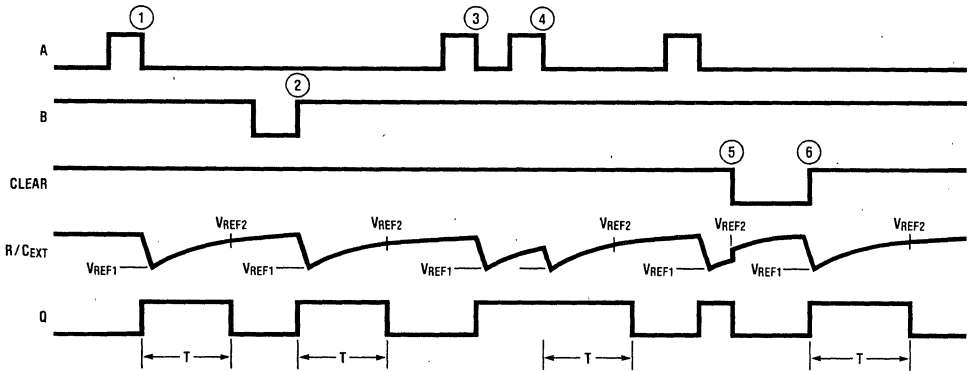 ① ③ ④
A
②
B
⑤ ⑥
CLEAR
VREF2 VREF2 VREF2 VREF2 VREF2
R/CEXT
VREF1 VREF1 VREF1 VREF1 VREF1
Q
T T T T